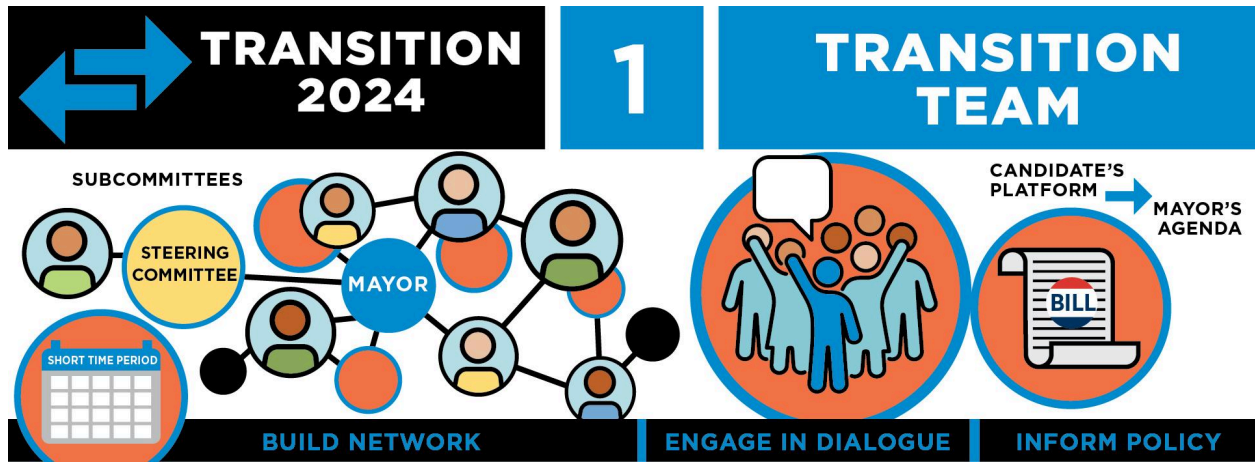 TRANSITION
2024
1
TRANSITION
TEAM
SUBCOMMITTEES
STEERING
COMMITTEE
MAYOR
SHORT TIME PERIOD
CANDIDATE'S
PLATFORM
MAYOR'S
AGENDA
BILL
BUILD NETWORK
ENGAGE IN DIALOGUE
INFORM POLICY